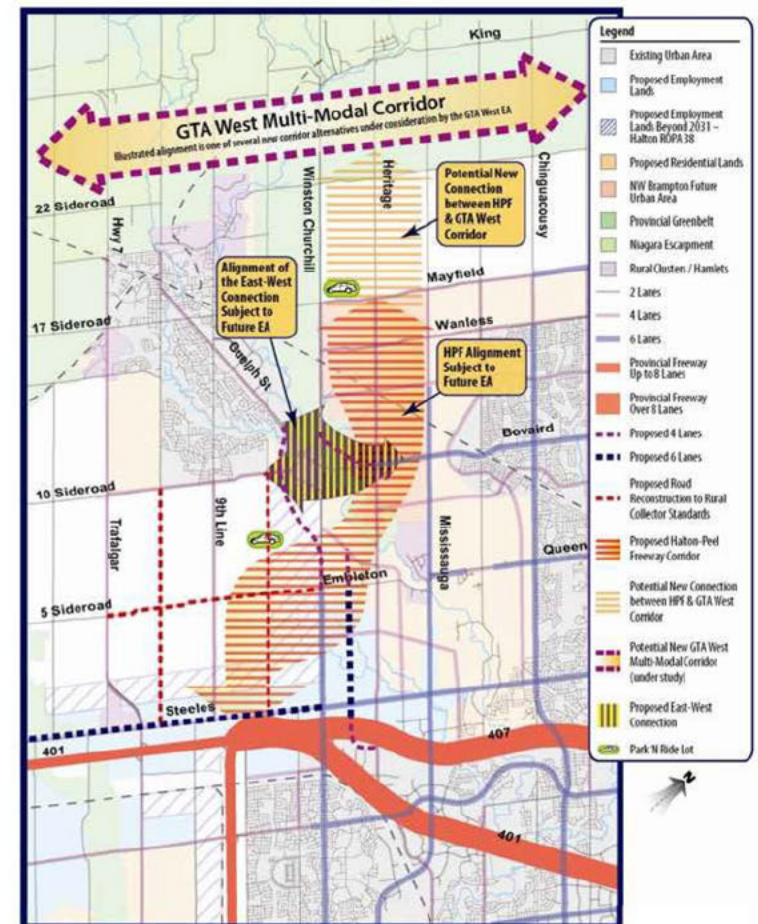 King
GTA West Multi-Modal Corridor
Illustrated alignment is one of several new corridor alternatives under consideration by the GTA West EA
22 Sideroad
Hwy 7
Winston Churchill
Heritage
Chinguacousy
Potential New
Connection
between HPF
& GTA West
Corridor
Alignment of
the East-West
Connection
Subject to
Future EA
Mayfield
17 Sideroad
Wanless
Guelph St
HPF Alignment
Subject to
Future EA
Bovaird
10 Sideroad
Trafalgar
9th Line
Mississauga
Queen
Embleton
5 Sideroad
Steeles
401
407
401
Legend
Existing Urban Area
Proposed Employment
Lands
Proposed Employment
Lands Beyond 2031 –
Halton ROPA 38
Proposed Residential Lands
NW Brampton Future
Urban Area
Provincial Greenbelt
Niagara Escarpment
Rural Clusters / Hamlets
2 Lanes
4 Lanes
6 Lanes
Provincial Freeway
Up to 8 Lanes
Provincial Freeway
Over 8 Lanes
Proposed 4 Lanes
Proposed 6 Lanes
Proposed Road
Reconstruction to Rural
Collector Standards
Proposed Halton-Peel
Freeway Corridor
Potential New Connection
between HPF & GTA West
Corridor
Potential New GTA West
Multi-Modal Corridor
(under study)
Proposed East-West
Connection
Park'N Ride Lot
N